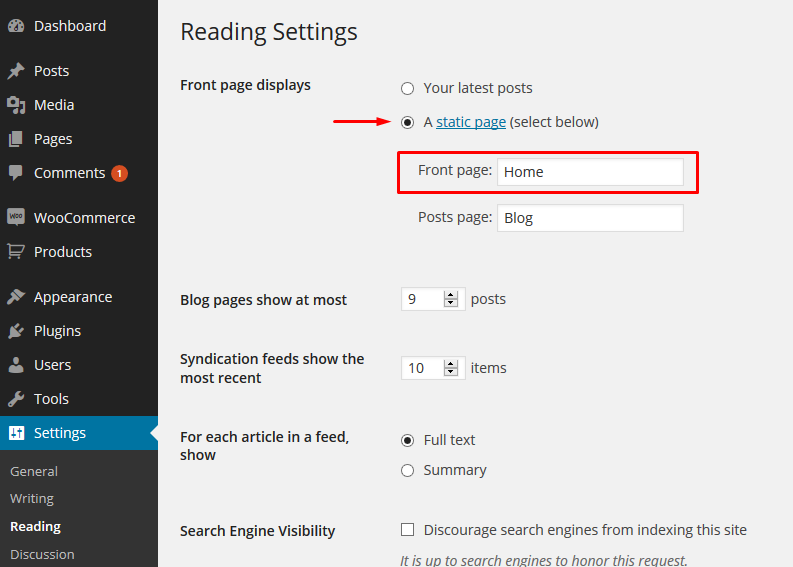 Dashboard
Posts
Media
Pages
Comments 1
WOO WooCommerce
Products
Appearance
Plugins
Users
Tools
Settings
General
Writing
Reading
Discussion
Reading Settings
Front page displays
Your latest posts
A static page (select below)
Front page: Home
Posts page: Blog
Blog pages show at most 9 posts
Syndication feeds show the
most recent
10 items
For each article in a feed,
show
Full text
Summary
Search Engine Visibility
Discourage search engines from indexing this site
It is up to search engines to honor this request.